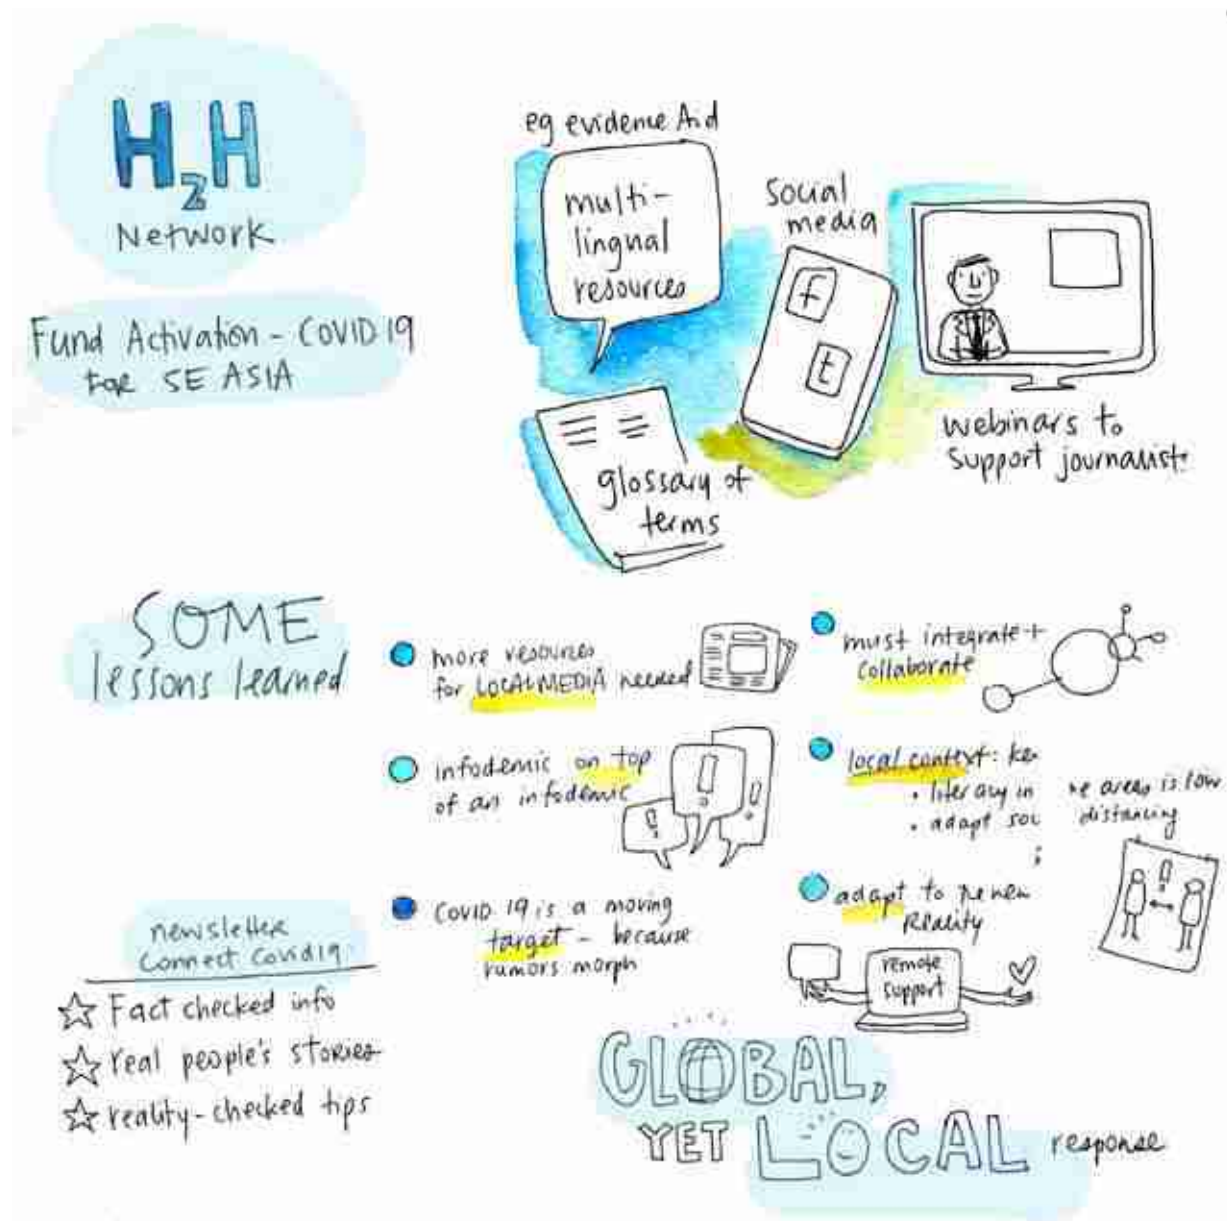 H2H
Network
Fund Activation - COVID 19
for SE ASIA
eg evidence Aid
multi-
lingual
resources
social
media
f
t
webinars to
support journalist
glossary of
terms
SOME
lessons learned
more resources
for LOCAL MEDIA needed
infodemic on top
of an infodemic
COVID 19 is a moving
target - because
rumors morph
must integrate +
collaborate
local context:
• literacy in areas is low
• adapt distancing
adapt to new
Reality
remote
support
newsletter
Connect Covid19
Fact checked info
real people's stories
reality-checked tips
GLOBAL,
YET LOCAL response